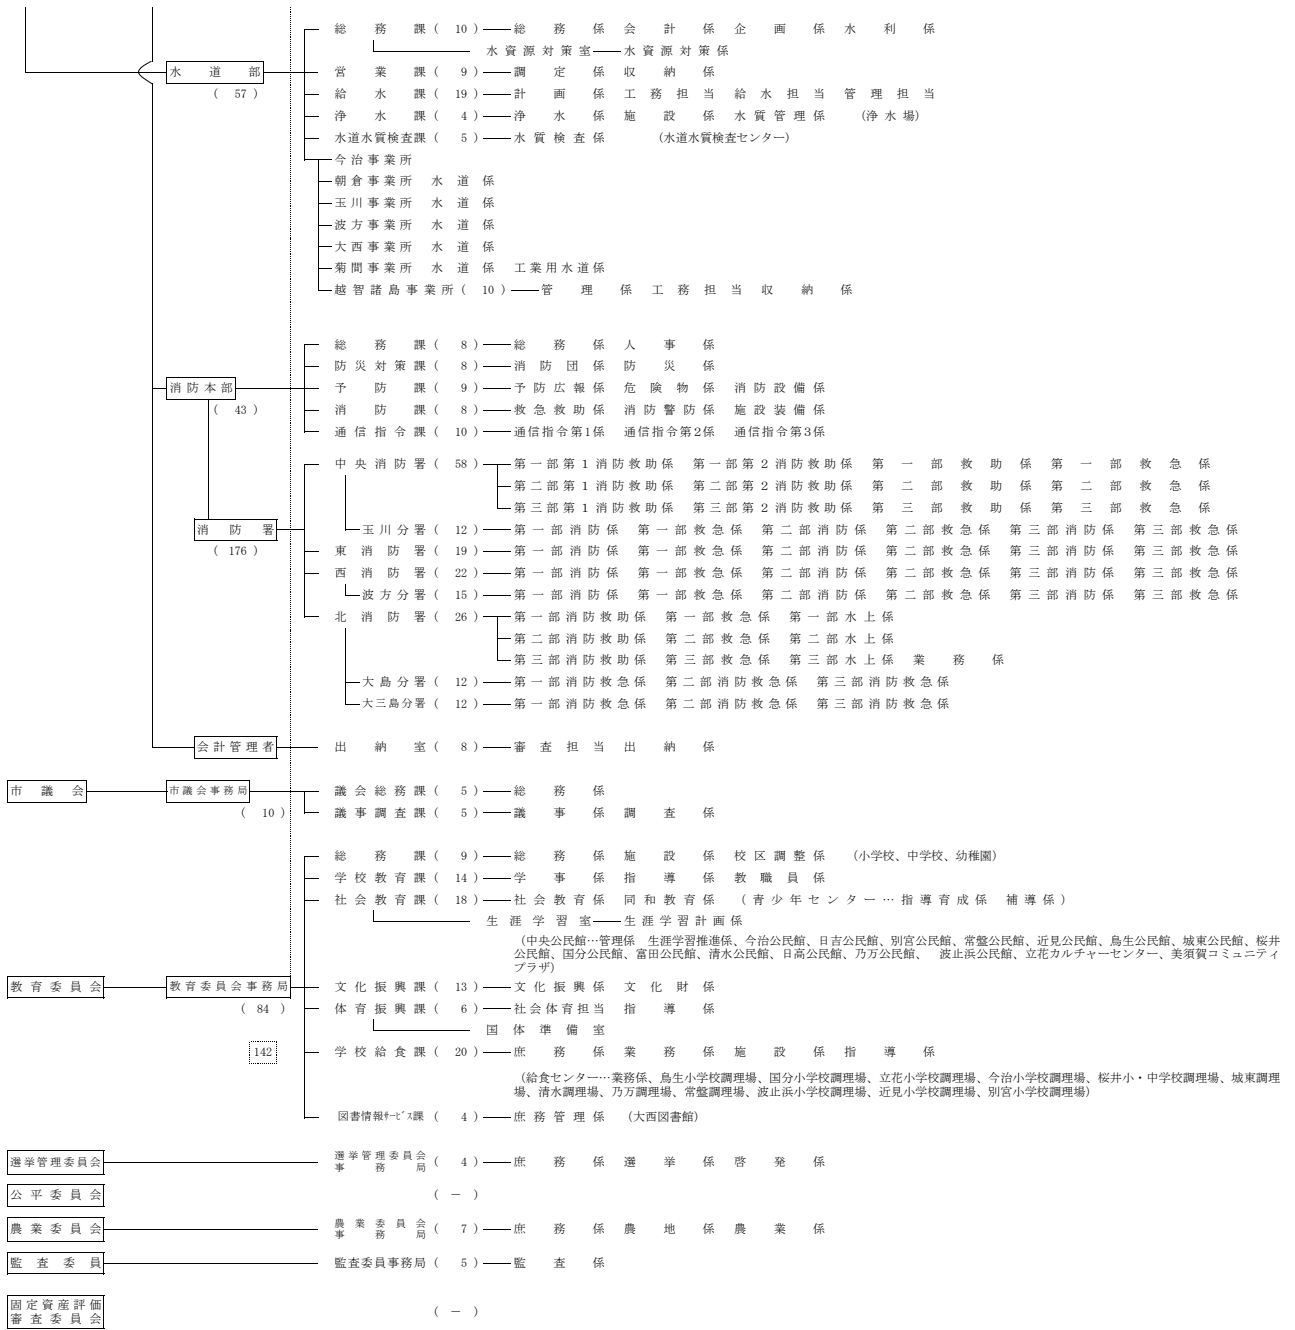 総務課( 10 ) 総務係 会計係 企画係 水利係
水資源対策室 水資源対策係
水道部 営業課( 9 ) 調定係 収納係
( 57 ) 給水課( 19 ) 計画係 工務担当 給水担当 管理担当
浄水課( 4 ) 浄水係 施設係 水質管理係 (浄水場)
水道水質検査課( 5 ) 水質検査係 (水道水質検査センター)
今治事業所
朝倉事業所 水道係
玉川事業所 水道係
波方事業所 水道係
大西事業所 水道係
菊間事業所 水道係 工業用水道係
越智諸島事業所( 10 ) 管理係 工務担当 収納係
総務課( 8 ) 総務係 人事係
防災対策課( 8 ) 消防団係 防災係
消防本部 予防課( 9 ) 予防広報係 危険物係 消防設備係
( 43 ) 消防課( 8 ) 救急救助係 消防警防係 施設装備係
通信指令課( 10 ) 通信指令第1係 通信指令第2係 通信指令第3係
中央消防署( 58 ) 第一部第1消防救助係 第一部第2消防救助係 第一部救助係 第一部救急係
第二部第1消防救助係 第二部第2消防救助係 第二部救助係 第二部救急係
第三部第1消防救助係 第三部第2消防救助係 第三部救助係 第三部救急係
消防署 玉川分署( 12 ) 第一部消防係 第一部救急係 第二部消防係 第二部救急係 第三部消防係 第三部救急係
( 176 ) 東消防署( 19 ) 第一部消防係 第一部救急係 第二部消防係 第二部救急係 第三部消防係 第三部救急係
西消防署( 22 ) 第一部消防係 第一部救急係 第二部消防係 第二部救急係 第三部消防係 第三部救急係
波方分署( 15 ) 第一部消防係 第一部救急係 第二部消防係 第二部救急係 第三部消防係 第三部救急係
北消防署( 26 ) 第一部消防救助係 第一部救急係 第一部水上係
第二部消防救助係 第二部救急係 第二部水上係
第三部消防救助係 第三部救急係 第三部水上係 業務係
大島分署( 12 ) 第一部消防救急係 第二部消防救急係 第三部消防救急係
大三島分署( 12 ) 第一部消防救急係 第二部消防救急係 第三部消防救急係
会計管理者 出納室( 8 ) 審査担当 出納係
市議会 市議会事務局 議会総務課( 5 ) 総務係
( 10 ) 議事調査課( 5 ) 議事係 調査係
総務課( 9 ) 総務係 施設係 校区調整係 (小学校、中学校、幼稚園)
学校教育課( 14 ) 学事係 指導係 教職員係
社会教育課( 18 ) 社会教育係 同和教育係 (青少年センター…指導育成係 補導係)
生涯学習室 生涯学習計画係
(中央公民館…管理係 生涯学習推進係、今治公民館、日吉公民館、別宮公民館、常盤公民館、近見公民館、鳥生公民館、城東公民館、桜井
公民館、国分公民館、富田公民館、清水公民館、日高公民館、乃万公民館、 波止浜公民館、立花カルチャーセンター、美須賀コミュニティ
プラザ)
教育委員会 教育委員会事務局 文化振興課( 13 ) 文化振興係 文化財係
( 84 ) 体育振興課( 6 ) 社会体育担当 指導係
国体準備室
142 学校給食課( 20 ) 庶務係 業務係 施設係 指導係
(給食センター…業務係、鳥生小学校調理場、国分小学校調理場、立花小学校調理場、今治小学校調理場、桜井小・中学校調理場、城東調理
場、清水調理場、乃万調理場、常盤調理場、波止浜小学校調理場、近見小学校調理場、別宮小学校調理場)
図書情報ｻｰﾋﾞｽ課( 4 ) 庶務管理係 (大西図書館)
選挙管理委員会 選挙管理委員会事務局( 4 ) 庶務係 選挙係 啓発係
公平委員会 ( － )
農業委員会 農業委員会事務局( 7 ) 庶務係 農地係 農業係
監査委員 監査委員事務局( 5 ) 監査係
固定資産評価
審査委員会 ( － )